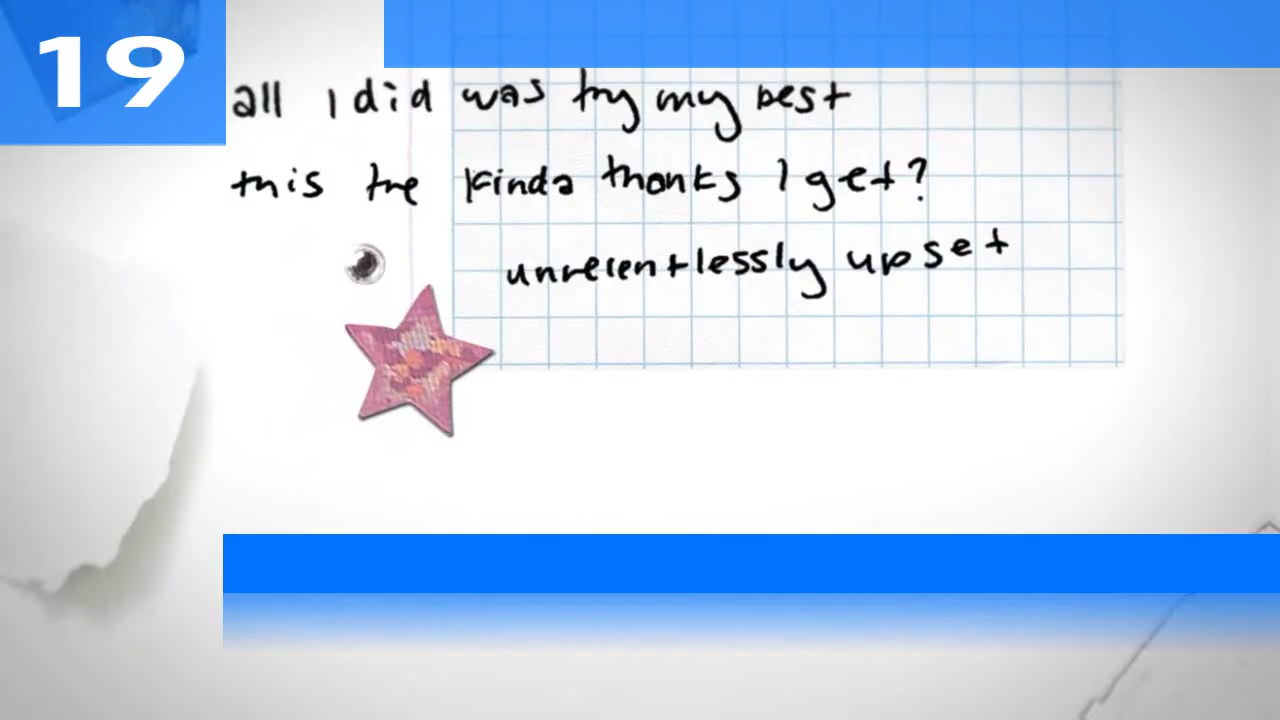 19
all I did was try my best
this the kinda thanks I get?
unrelentlessly upset